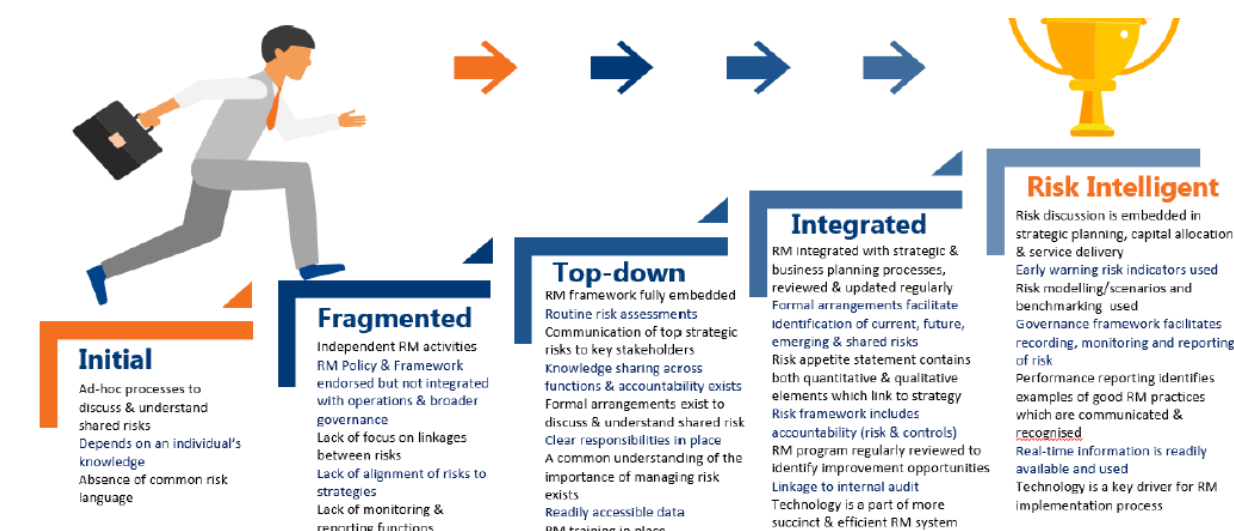 Initial
Ad-hoc processes to
discuss & understand
shared risks
Depends on an individual's
knowledge
Absence of common risk
language
Fragmented
Independent RM activities
RM Policy & Framework
endorsed but not integrated
with operations & broader
governance
Lack of focus on linkages
between risks
Lack of alignment of risks to
strategies
Lack of monitoring &
reporting functions
Top-down
RM framework fully embedded
Routine risk assessments
Communication of top strategic
risks to key stakeholders
Knowledge sharing across
functions & accountability exists
Formal arrangements exist to
discuss & understand shared risk
Clear responsibilities in place
A common understanding of the
importance of managing risk
exists
Readily accessible data
RM training in place
Integrated
RM integrated with strategic &
business planning processes,
reviewed & updated regularly
Formal arrangements facilitate
identification of current, future,
emerging & shared risks
Risk appetite statement contains
both quantitative & qualitative
elements which link to strategy
Risk framework includes
accountability (risk & controls)
RM program regularly reviewed to
identify improvement opportunities
Linkage to internal audit
Technology is a part of more
succinct & efficient RM system
Risk Intelligent
Risk discussion is embedded in
strategic planning, capital allocation
& service delivery
Early warning risk indicators used
Risk modelling/scenarios and
benchmarking used
Governance framework facilitates
recording, monitoring and reporting
of risk
Performance reporting identifies
examples of good RM practices
which are communicated &
recognised
Real-time information is readily
available and used
Technology is a key driver for RM
implementation process